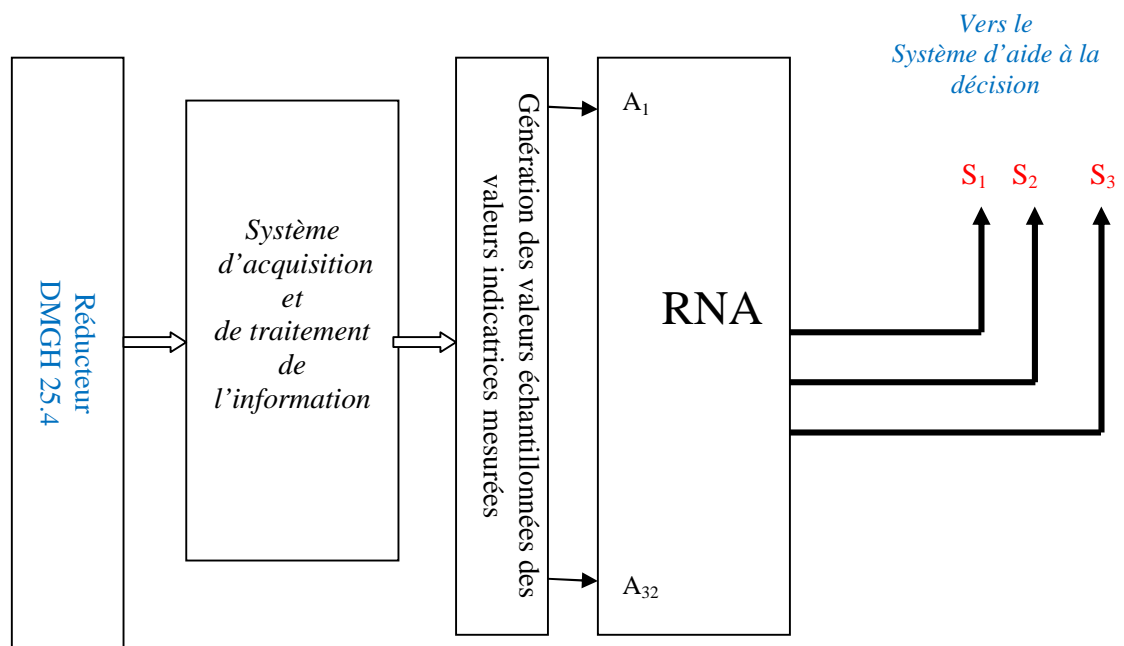 Vers le
Système d'aide à la
décision
Réducteur
DMGH 25.4
Système
d'acquisition
et
de traitement
de
l'information
Génération des valeurs échantillonnées des
valeurs indicatrices mesurées
A₁
A₃₂
RNA
S₁ S₂ S₃